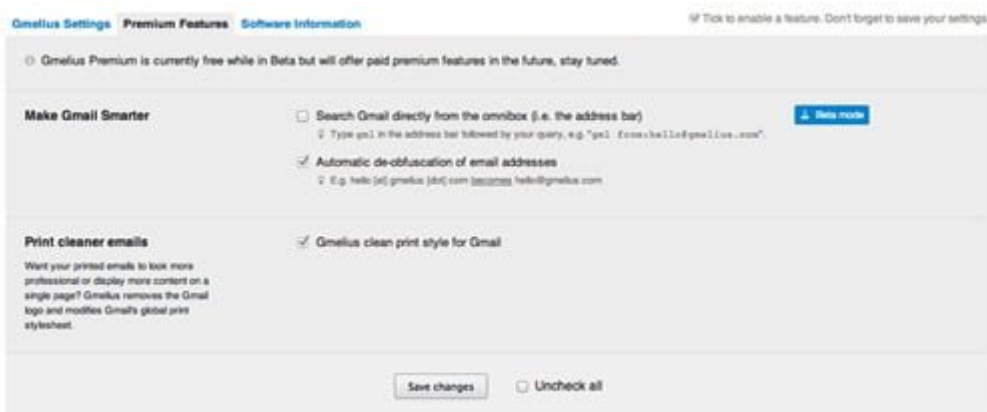 Gmelius Settings Premium Features Software Information
Tick to enable a feature. Don't forget to save your settings
Gmelius Premium is currently free while in Beta but will offer paid premium features in the future, stay tuned.
Make Gmail Smarter
Search Gmail directly from the omnibox (i.e. the address bar)
Beta mode
Type gml in the address bar followed by your query, e.g. "gml from:hello@gmelius.com".
Automatic de-obfuscation of email addresses
E.g. hello [at] gmelius [dot] com becomes hello@gmelius.com
Print cleaner emails
Gmelius clean print style for Gmail
Want your printed emails to look more
professional or display more content on a
single page? Gmelius removes the Gmail
logo and modifies Gmail's global print
stylesheet.
Save changes
Uncheck all